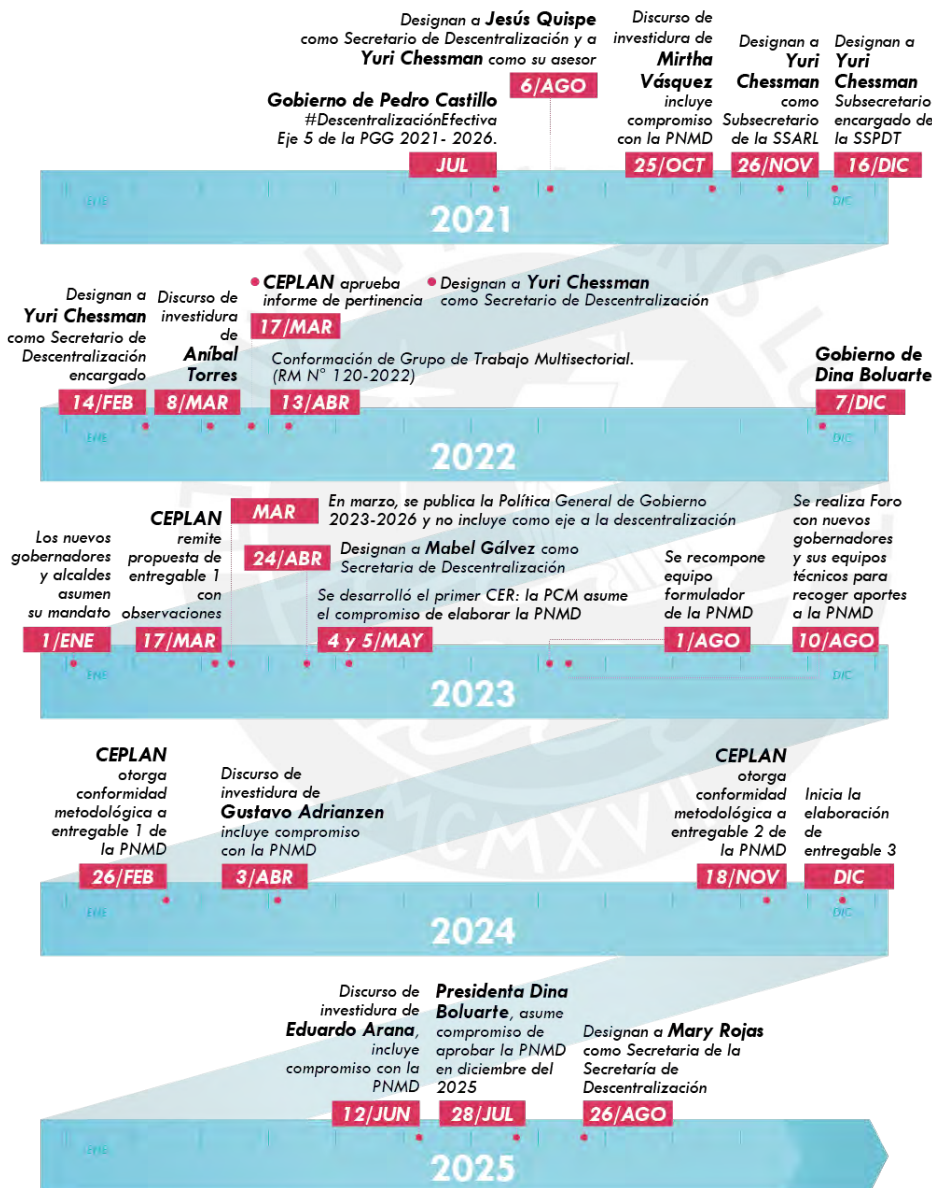 Gobierno de Pedro Castillo
#DescentralizaciónEfectiva
Eje 5 de la PGG 2021- 2026.
JUL
Designan a Jesús Quispe
como Secretario de Descentralización y a
Yuri Chessman como su asesor
6/AGO
Discurso de
investidura de
Mirtha
Vásquez
incluye
compromiso
con la PNMD
25/OCT
Designan a
Yuri
Chessman
como
Subsecretario
de la SSARL
26/NOV
Designan a
Yuri
Chessman
Subsecretario
encargado de
la SSPDT
16/DIC
ENE
DIC
2021
Designan a
Yuri Chessman
como Secretario de
Descentralización
encargado
14/FEB
Discurso de
investidura
de
Aníbal
Torres
8/MAR
CEPLAN aprueba
informe de pertinencia
Designan a Yuri Chessman
como Secretario de Descentralización
17/MAR
Conformación de Grupo de Trabajo Multisectorial.
(RM N° 120-2022)
13/ABR
Gobierno de
Dina Boluarte
7/DIC
ENE
DIC
2022
Los nuevos
gobernadores
y alcaldes
asumen
su mandato
1/ENE
CEPLAN
remite
propuesta de
entregable 1
con
observaciones
17/MAR
MAR
En marzo, se publica la Política General de Gobierno
2023-2026 y no incluye como eje a la descentralización
24/ABR
Designan a Mabel Gálvez como
Secretaria de Descentralización
Se desarrolló el primer CER: la PCM asume
el compromiso de elaborar la PNMD
4 y 5/MAY
Se recompone
equipo
formulador
de la PNMD
1/AGO
Se realiza Foro
con nuevos
gobernadores
y sus equipos
técnicos para
recoger aportes
a la PNMD
10/AGO
ENE
DIC
2023
CEPLAN
otorga
conformidad
metodológica a
entregable 1 de
la PNMD
26/FEB
Discurso de
investidura de
Gustavo Adrianzen
incluye compromiso
con la PNMD
3/ABR
CEPLAN
otorga
conformidad
metodológica a
entregable 2 de
la PNMD
18/NOV
Inicia la
elaboración
de
entregable 3
DIC
ENE
DIC
2024
Discurso de
investidura de
Eduardo Arana,
incluye
compromiso con la
PNMD
12/JUN
Presidenta Dina
Boluarte, asume
compromiso de
aprobar la PNMD
en diciembre del
2025
28/JUL
Designan a Mary Rojas
como Secretaria de la
Secretaría de
Descentralización
26/AGO
ENE
2025
MCMXVII